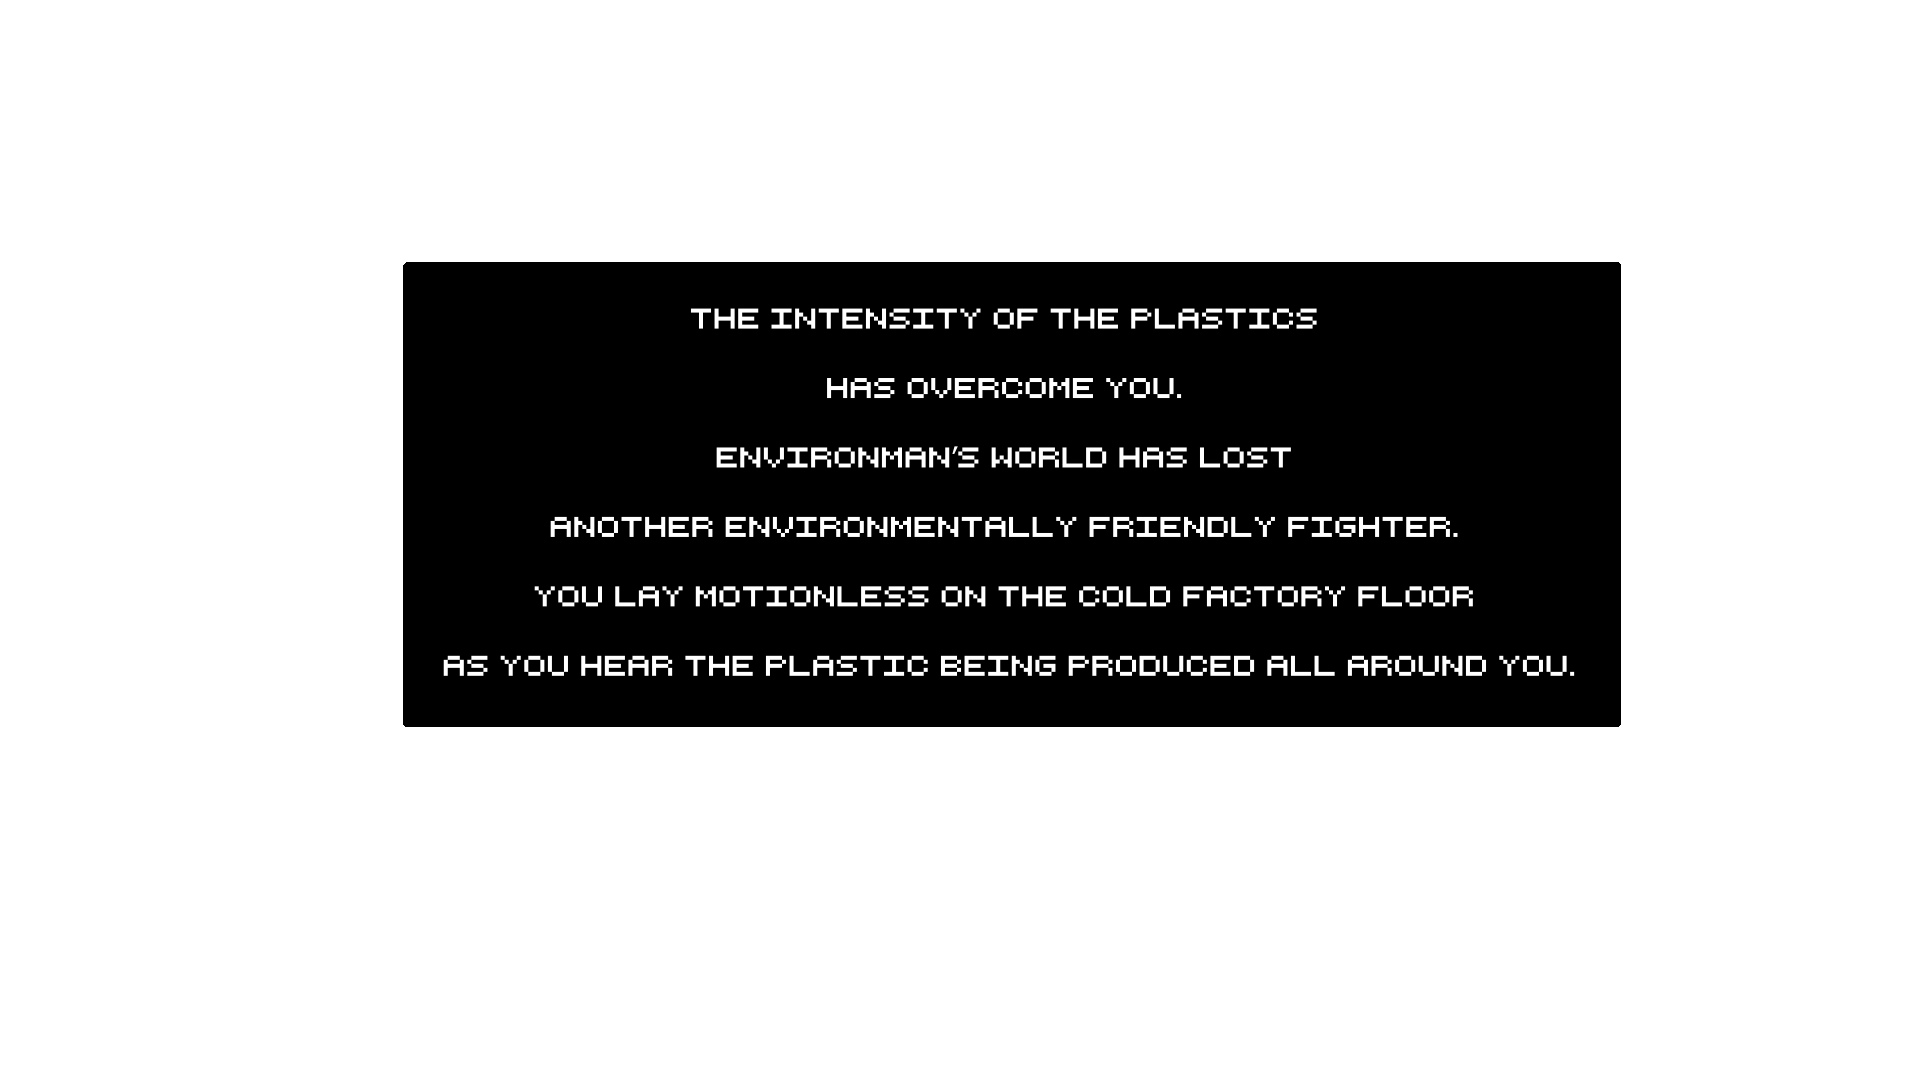 THE INTENSITY OF THE PLASTICS
HAS OVERCOME YOU.
ENVIRONMAN'S WORLD HAS LOST
ANOTHER ENVIRONMENTALLY FRIENDLY FIGHTER.
YOU LAY MOTIONLESS ON THE COLD FACTORY FLOOR
AS YOU HEAR THE PLASTIC BEING PRODUCED ALL AROUND YOU.